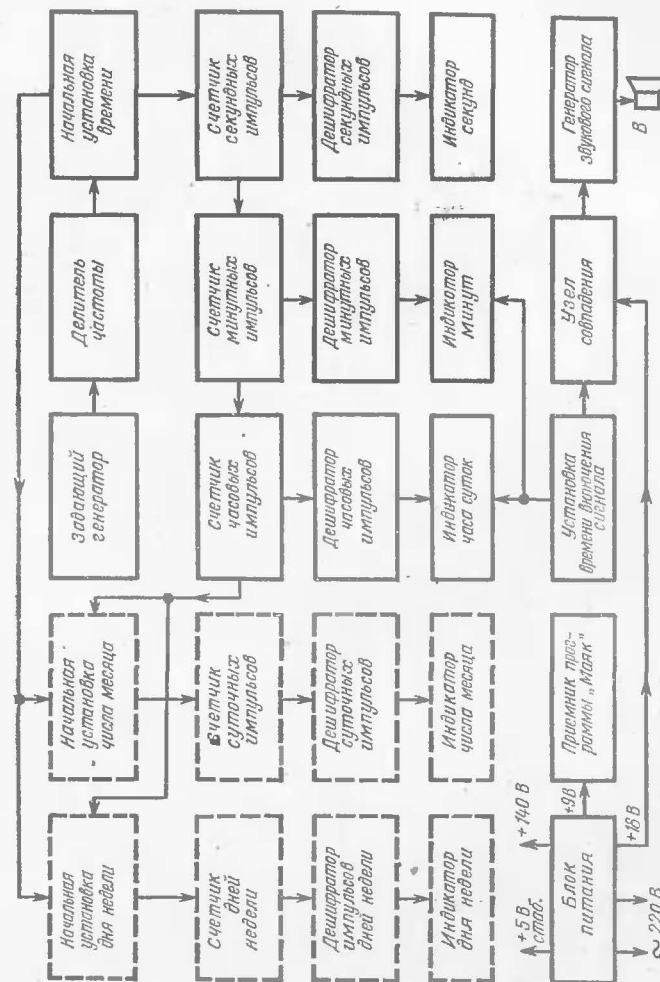 Начальная
установка
времени
Счетчик
секундных
импульсов
Дешифратор
секундных
импульсов
Индикатор
секунд
Генератор
звукового сигнала
В
Делитель
частоты
Счетчик
минутных
импульсов
Дешифратор
минутных
импульсов
Индикатор
минут
Узел
совпадения
Задающий
генератор
Счетчик
часовых
импульсов
Дешифратор
часовых
импульсов
Индикатор
часа суток
Установка
времени включения
сигнала
Начальная
установка
числа месяца
Счетчик
суточных
импульсов
Дешифратор
суточных
импульсов
Индикатор
числа месяца
Приемник прог-
раммы „Маяк"
Начальная
установка
дня недели
Счетчик
дней
недели
Дешифратор
импульсов
дней недели
Индикатор
дня недели
+5 В
стаб.
+140 В
+9В
+18 В
Блок
питания
≈ 220 В